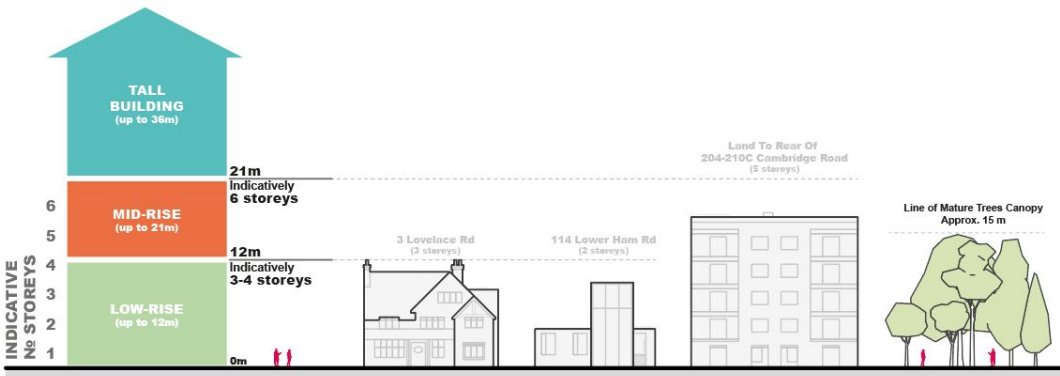 TALL
BUILDING
(up to 36m)
21m
Indicatively
6 storeys
MID-RISE
(up to 21m)
12m
Indicatively
3-4 storeys
LOW-RISE
(up to 12m)
0m
INDICATIVE
Nº STOREYS
6
5
4
3
2
1
3 Lovelace Rd
(3 storeys)
114 Lower Ham Rd
(2 storeys)
Land To Rear Of
204-210C Cambridge Road
(5 storeys)
Line of Mature Trees Canopy
Approx. 15 m